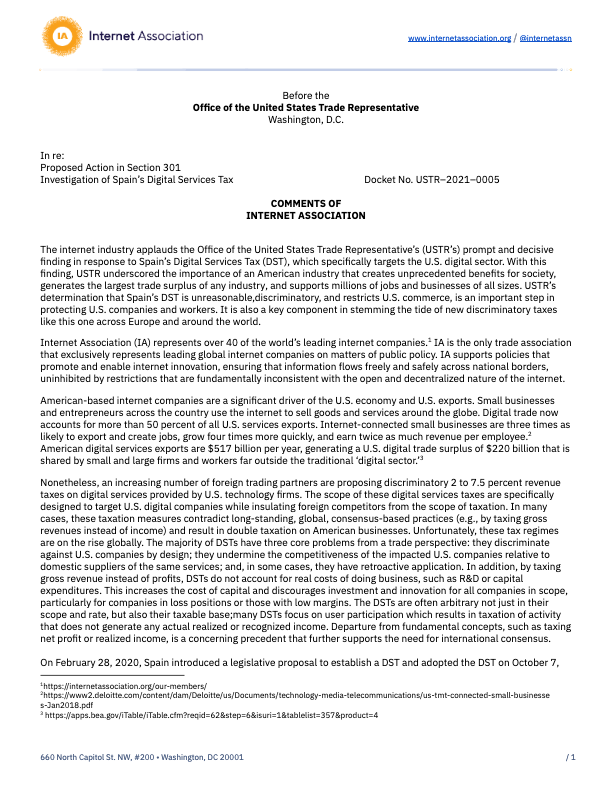 IA Internet Association
www.internetassociation.org / @internetassn
Before the
Office of the United States Trade Representative
Washington, D.C.
In re:
Proposed Action in Section 301
Investigation of Spain's Digital Services Tax Docket No. USTR–2021–0005
COMMENTS OF
INTERNET ASSOCIATION
The internet industry applauds the Office of the United States Trade Representative's (USTR's) prompt and decisive
finding in response to Spain's Digital Services Tax (DST), which specifically targets the U.S. digital sector. With this
finding, USTR underscored the importance of an American industry that creates unprecedented benefits for society,
generates the largest trade surplus of any industry, and supports millions of jobs and businesses of all sizes. USTR's
determination that Spain's DST is unreasonable,discriminatory, and restricts U.S. commerce, is an important step in
protecting U.S. companies and workers. It is also a key component in stemming the tide of new discriminatory taxes
like this one across Europe and around the world.
Internet Association (IA) represents over 40 of the world's leading internet companies.¹ IA is the only trade association
that exclusively represents leading global internet companies on matters of public policy. IA supports policies that
promote and enable internet innovation, ensuring that information flows freely and safely across national borders,
uninhibited by restrictions that are fundamentally inconsistent with the open and decentralized nature of the internet.
American-based internet companies are a significant driver of the U.S. economy and U.S. exports. Small businesses
and entrepreneurs across the country use the internet to sell goods and services around the globe. Digital trade now
accounts for more than 50 percent of all U.S. services exports. Internet-connected small businesses are three times as
likely to export and create jobs, grow four times more quickly, and earn twice as much revenue per employee.²
American digital services exports are $517 billion per year, generating a U.S. digital trade surplus of $220 billion that is
shared by small and large firms and workers far outside the traditional 'digital sector.'³
Nonetheless, an increasing number of foreign trading partners are proposing discriminatory 2 to 7.5 percent revenue
taxes on digital services provided by U.S. technology firms. The scope of these digital services taxes are specifically
designed to target U.S. digital companies while insulating foreign competitors from the scope of taxation. In many
cases, these taxation measures contradict long-standing, global, consensus-based practices (e.g., by taxing gross
revenues instead of income) and result in double taxation on American businesses. Unfortunately, these tax regimes
are on the rise globally. The majority of DSTs have three core problems from a trade perspective: they discriminate
against U.S. companies by design; they undermine the competitiveness of the impacted U.S. companies relative to
domestic suppliers of the same services; and, in some cases, they have retroactive application. In addition, by taxing
gross revenue instead of profits, DSTs do not account for real costs of doing business, such as R&D or capital
expenditures. This increases the cost of capital and discourages investment and innovation for all companies in scope,
particularly for companies in loss positions or those with low margins. The DSTs are often arbitrary not just in their
scope and rate, but also their taxable base;many DSTs focus on user participation which results in taxation of activity
that does not generate any actual realized or recognized income. Departure from fundamental concepts, such as taxing
net profit or realized income, is a concerning precedent that further supports the need for international consensus.
On February 28, 2020, Spain introduced a legislative proposal to establish a DST and adopted the DST on October 7,
¹https://internetassociation.org/our-members/
²https://www2.deloitte.com/content/dam/Deloitte/us/Documents/technology-media-telecommunications/us-tmt-connected-small-businesse
s-Jan2018.pdf
³ https://apps.bea.gov/iTable/iTable.cfm?reqid=62&step=6&isuri=1&tablelist=357&product=4
660 North Capitol St. NW, #200 • Washington, DC 20001 / 1